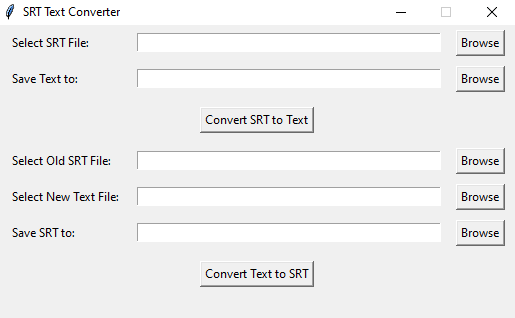 SRT Text Converter
Select SRT File: Browse
Save Text to: Browse
Convert SRT to Text
Select Old SRT File: Browse
Select New Text File: Browse
Save SRT to: Browse
Convert Text to SRT